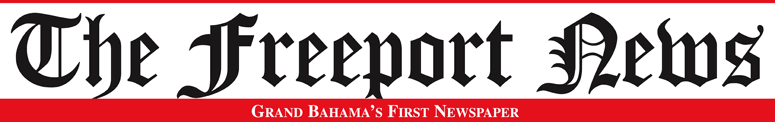 The Freeport News
GRAND BAHAMA'S FIRST NEWSPAPER